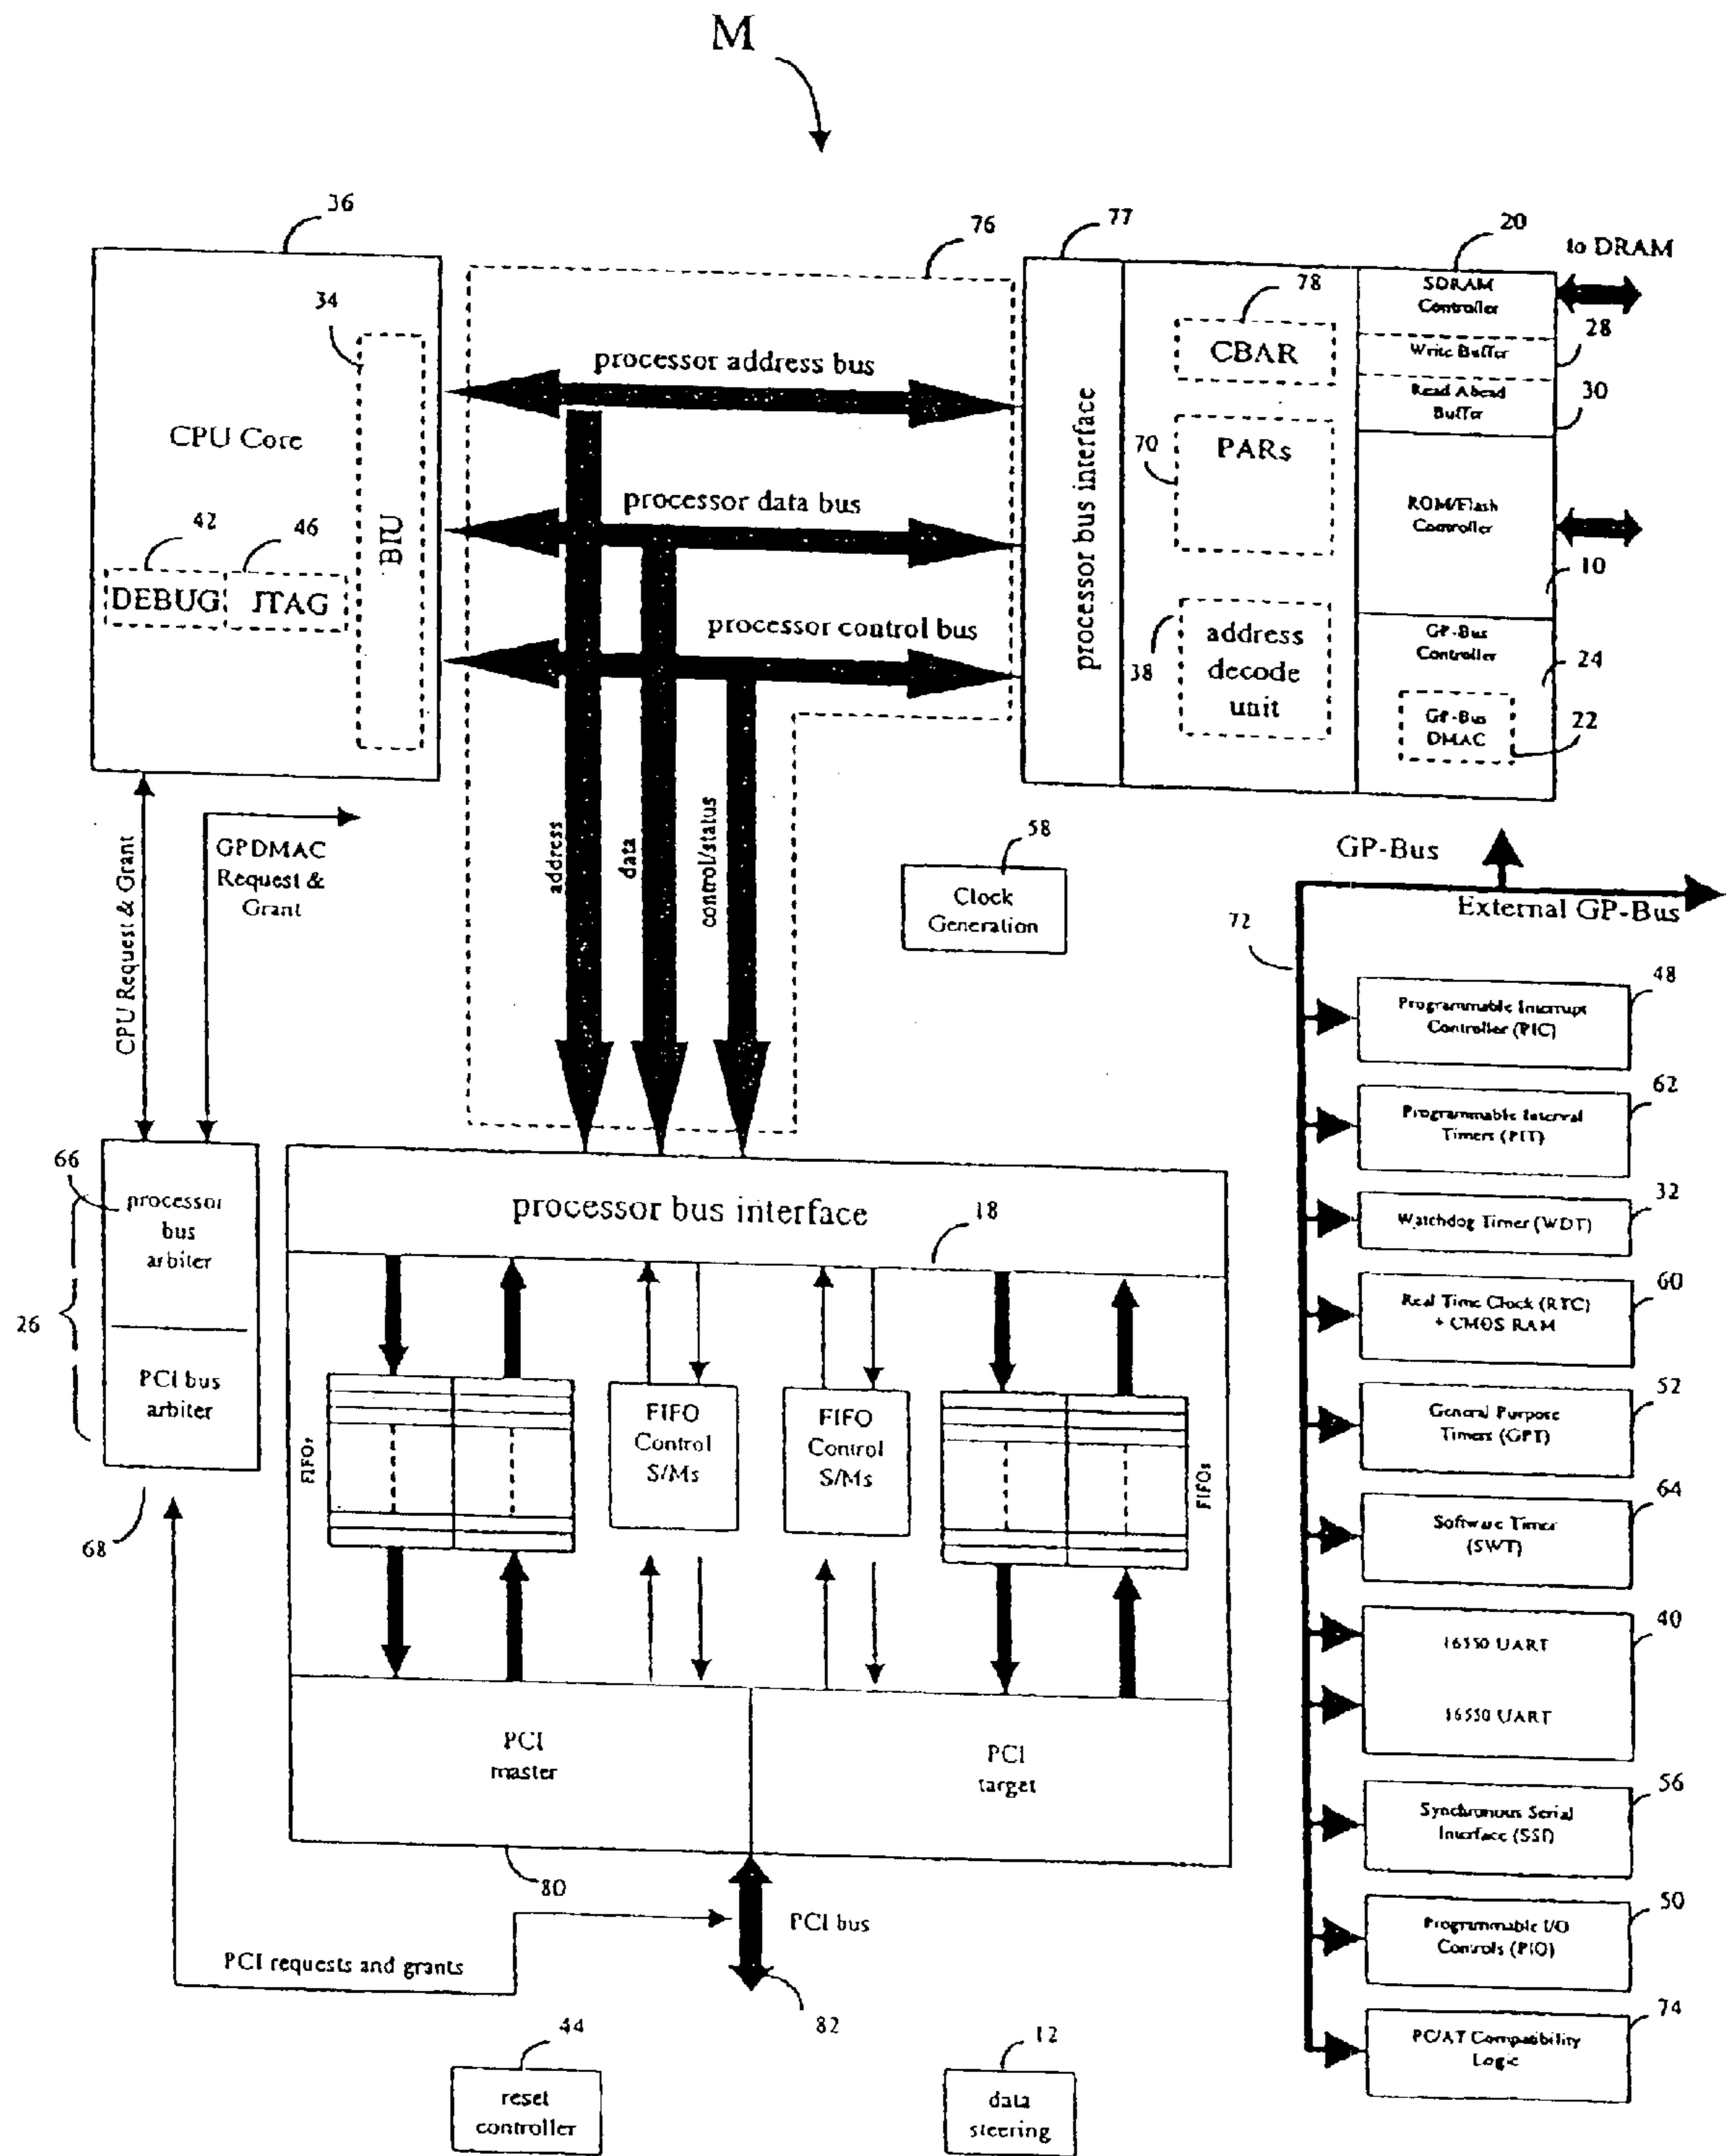 M
36
76
77
20
to DRAM
SDRAM
Controller
34
78
28
CBAR
Write Buffer
processor address bus
Read Ahead
Buffer
30
CPU Core
70
PARs
processor bus interface
processor data bus
ROM/Flash
Controller
42
46
BIU
10
DEBUG
JTAG
processor control bus
38
address
decode
unit
GP-Bus
Controller
24
GP-Bus
DMAC
22
CPU Request & Grant
GPDMAC
Request &
Grant
address
data
control/status
58
Clock
Generation
GP-Bus
External GP-Bus
72
48
Programmable Interrupt
Controller (PIC)
62
Programmable Interval
Timers (PIT)
66
processor
bus
arbiter
processor bus interface
18
32
Watchdog Timer (WDT)
26
60
Real Time Clock (RTC)
+ CMOS RAM
PCI bus
arbiter
FIFOs
FIFO
Control
S/Ms
FIFO
Control
S/Ms
FIFOs
52
General Purpose
Timers (GPT)
68
64
Software Timer
(SWT)
40
16550 UART
16550 UART
PCI
master
PCI
target
56
Synchronous Serial
Interface (SSI)
80
PCI bus
50
Programmable I/O
Controls (PIO)
PCI requests and grants
82
74
PC/AT Compatibility
Logic
44
reset
controller
12
data
steering